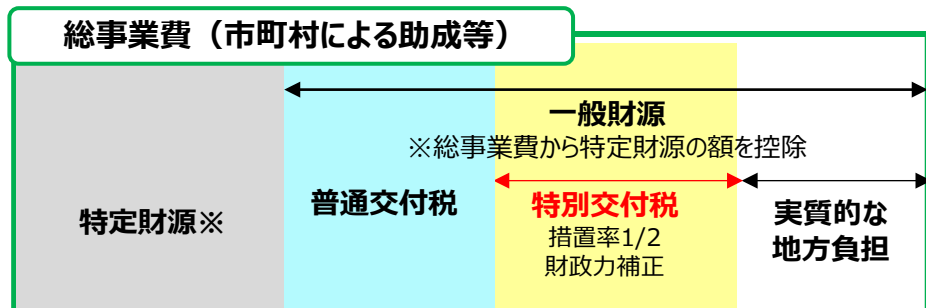 総事業費（市町村による助成等）
一般財源
※総事業費から特定財源の額を控除
特定財源※
普通交付税
特別交付税
措置率1/2
財政力補正
実質的な
地方負担